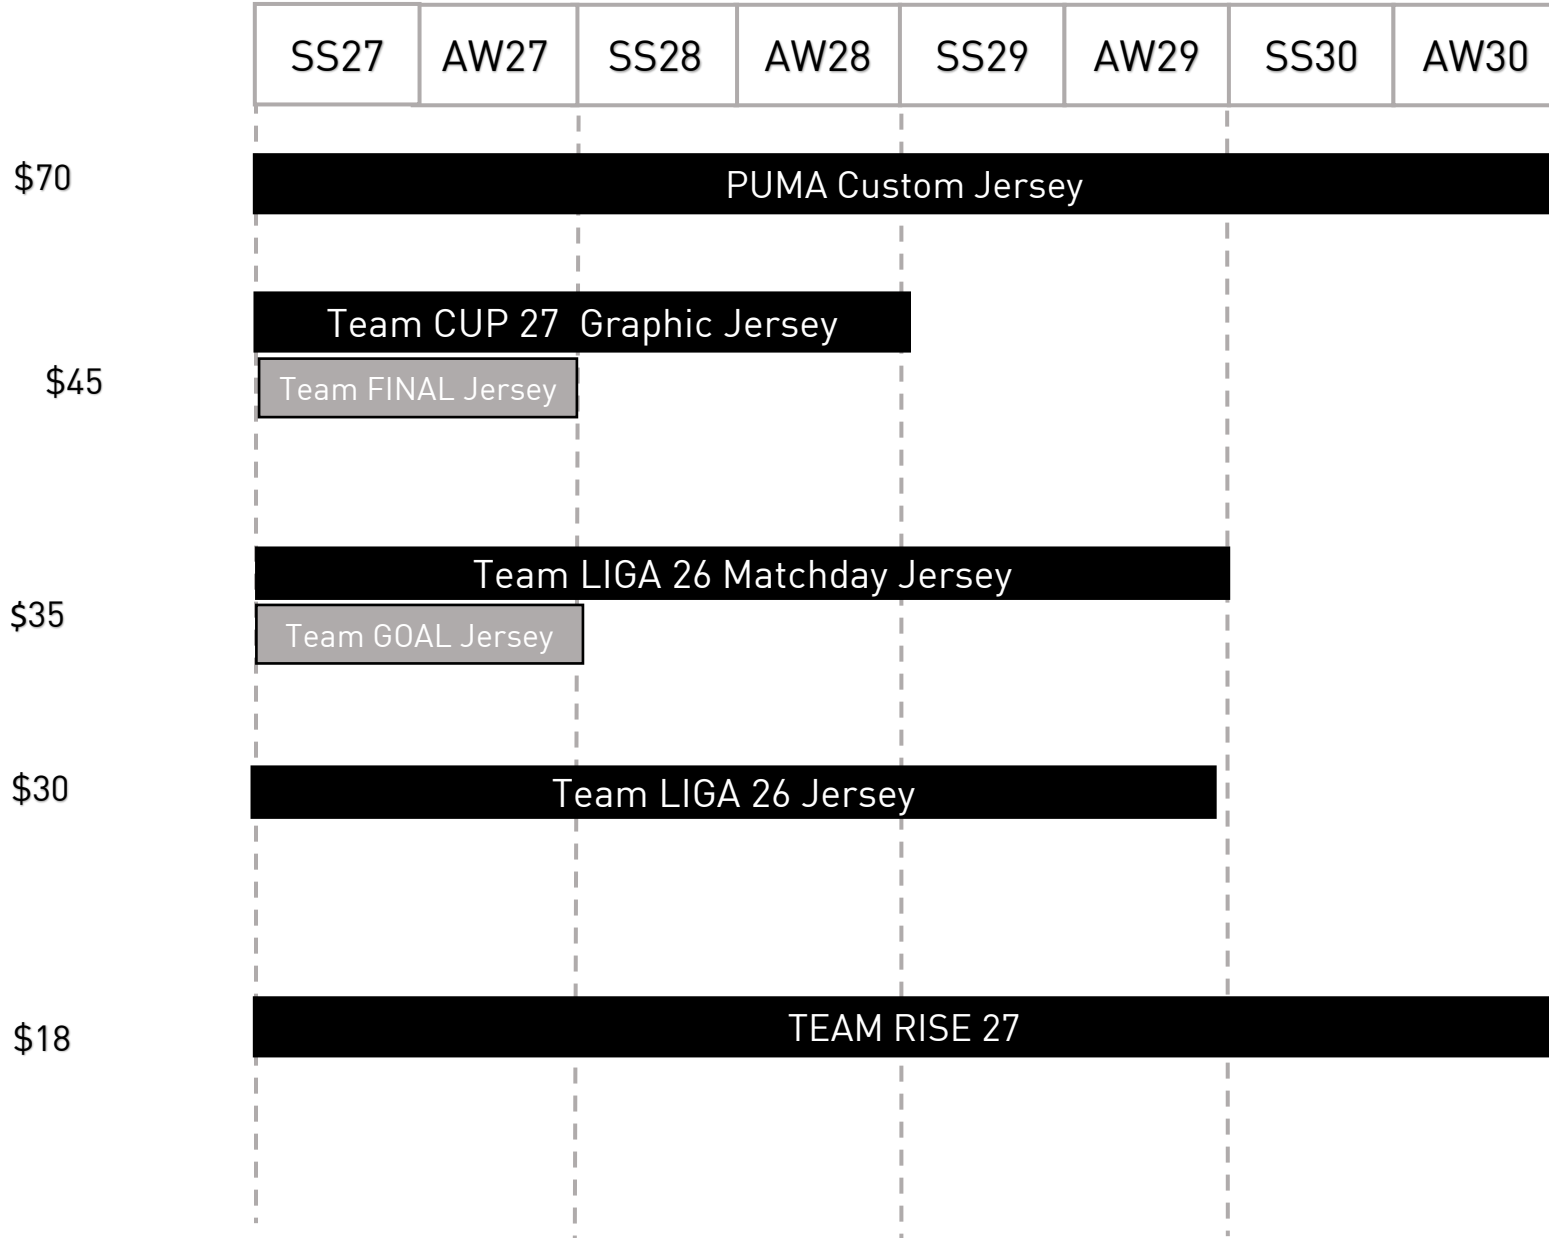 SS27 AW27 SS28 AW28 SS29 AW29 SS30 AW30
$70
PUMA Custom Jersey
Team CUP 27  Graphic Jersey
$45
Team FINAL Jersey
Team LIGA 26 Matchday Jersey
$35
Team GOAL Jersey
$30
Team LIGA 26 Jersey
$18
TEAM RISE 27